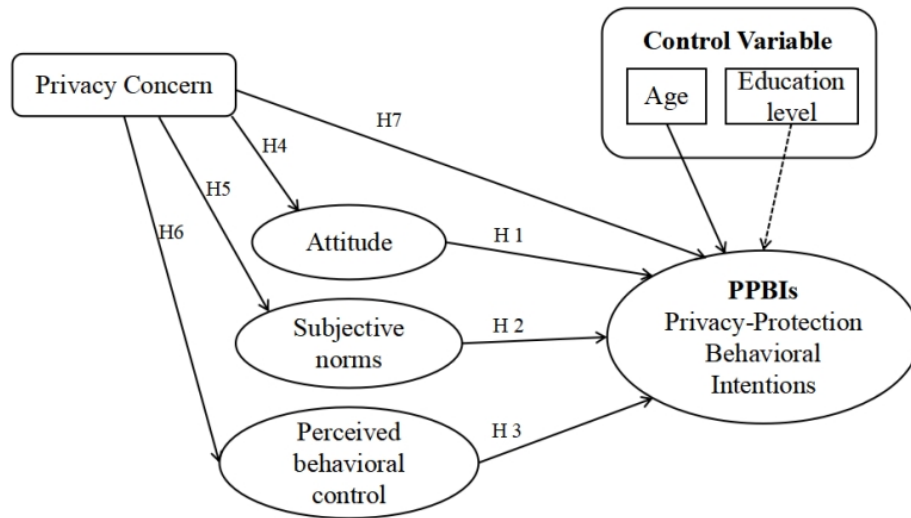 Control Variable
Age
Education
level
Privacy Concern
H7
H4
H5
H6
Attitude
H 1
Subjective
norms
H 2
Perceived
behavioral
control
H 3
PPBIs
Privacy-Protection
Behavioral
Intentions